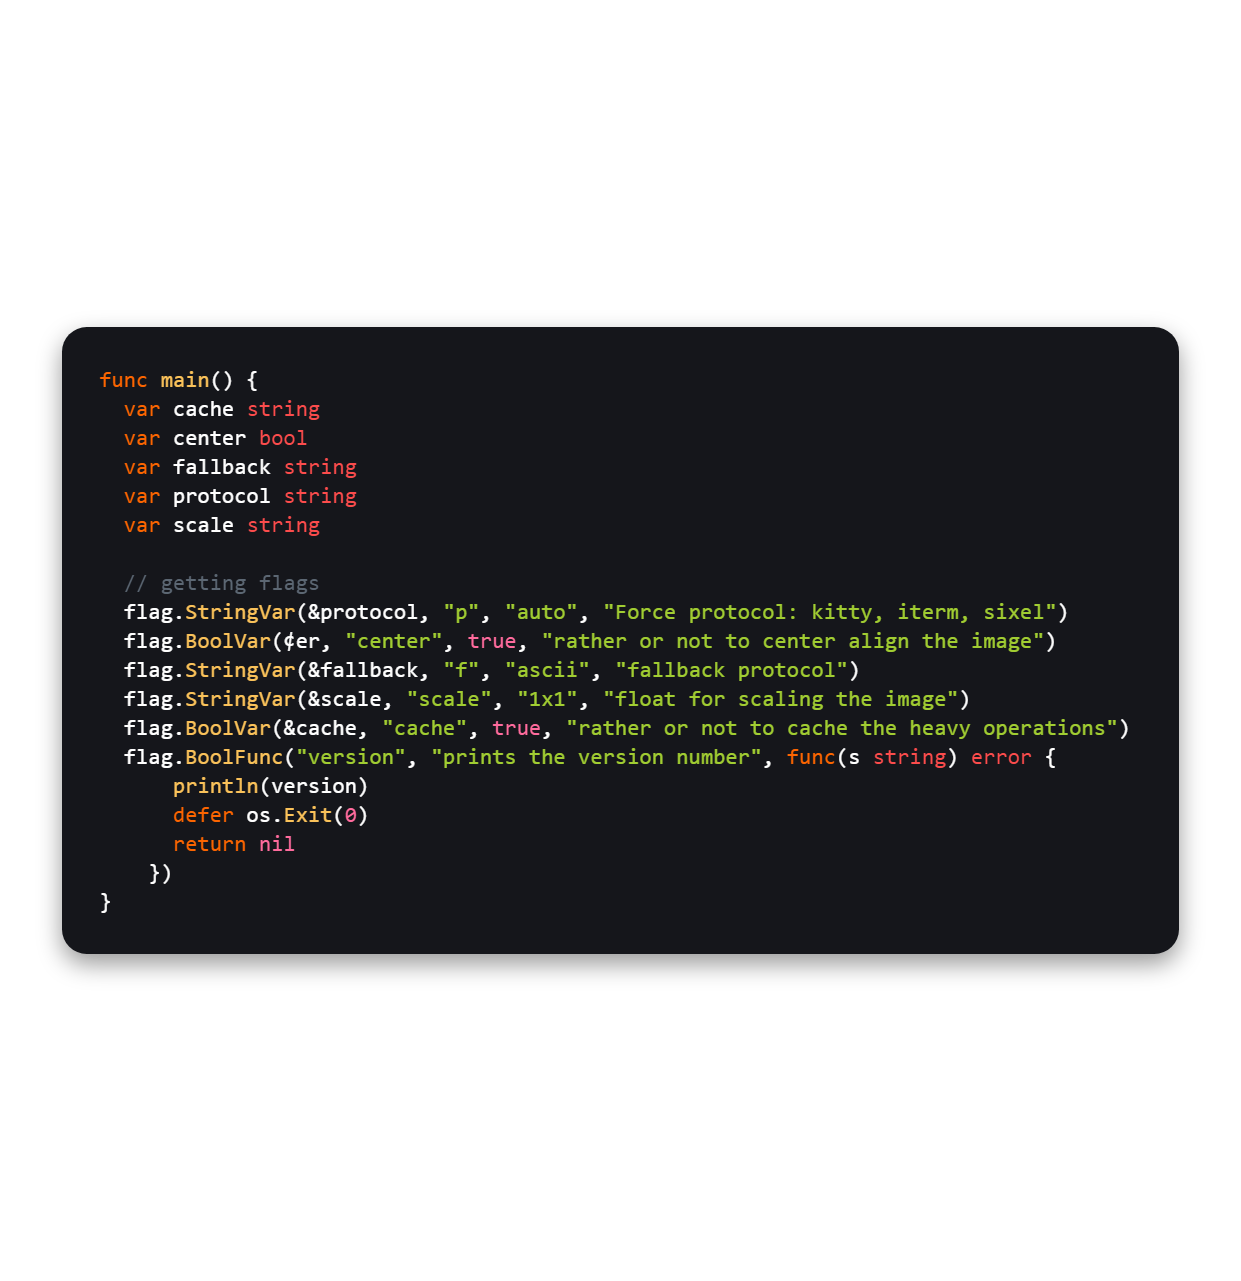 func main() {
  var cache string
  var center bool
  var fallback string
  var protocol string
  var scale string

  // getting flags
  flag.StringVar(&protocol, "p", "auto", "Force protocol: kitty, iterm, sixel")
  flag.BoolVar(¢er, "center", true, "rather or not to center align the image")
  flag.StringVar(&fallback, "f", "ascii", "fallback protocol")
  flag.StringVar(&scale, "scale", "1x1", "float for scaling the image")
  flag.BoolVar(&cache, "cache", true, "rather or not to cache the heavy operations")
  flag.BoolFunc("version", "prints the version number", func(s string) error {
      println(version)
      defer os.Exit(0)
      return nil
    })
}